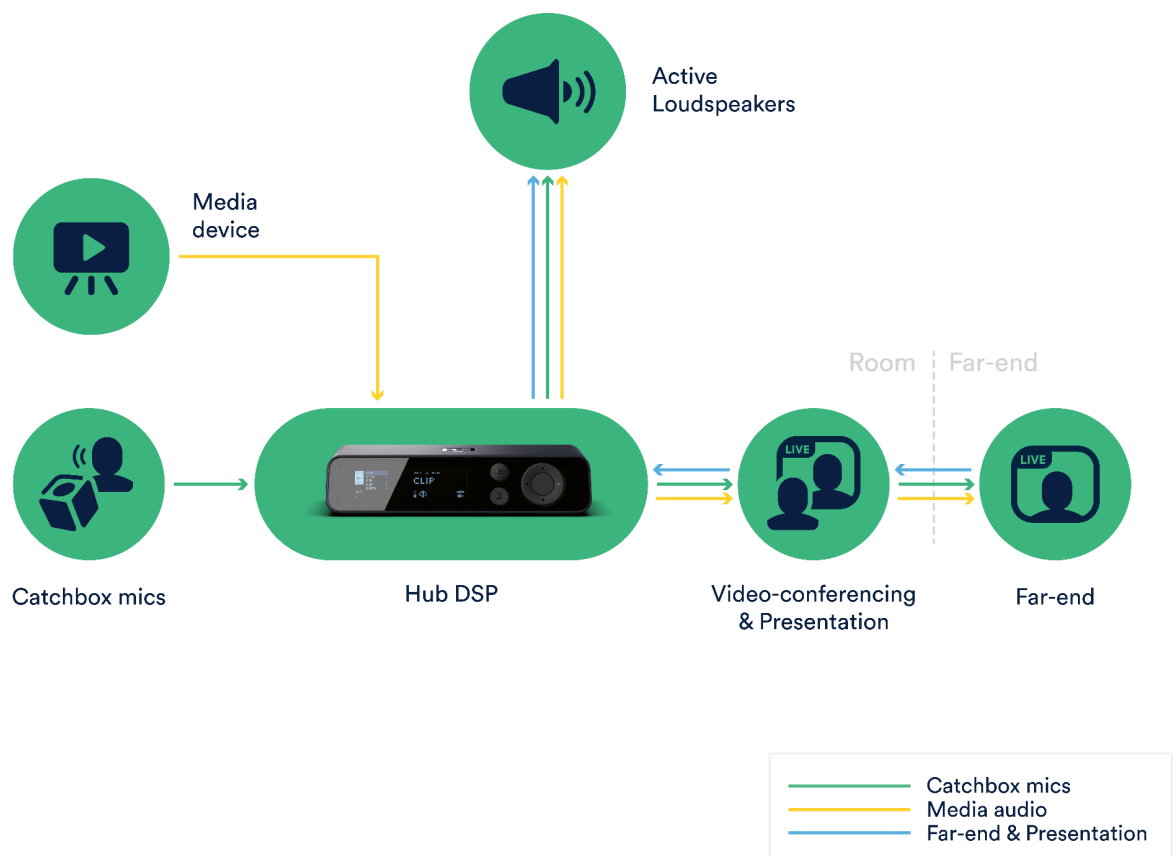 Active
Loudspeakers
Media
device
Room
Far-end
LIVE
LIVE
CLIP
Catchbox mics
Hub DSP
Video-conferencing
& Presentation
Far-end
Catchbox mics
Media audio
Far-end & Presentation